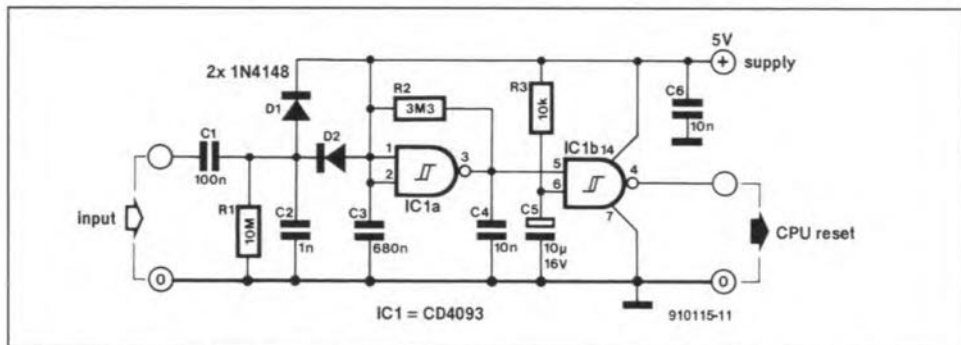 5V
supply
2x 1N4148
D1
D2
R2
3M3
R3
10k
C6
10n
C1
100n
1
2
3
IC1a
IC1b
14
5
6
4
7
input
R1
10M
C2
1n
C3
680n
C4
10n
C5
10µ
16V
CPU reset
0
0
IC1 = CD4093
910115-11